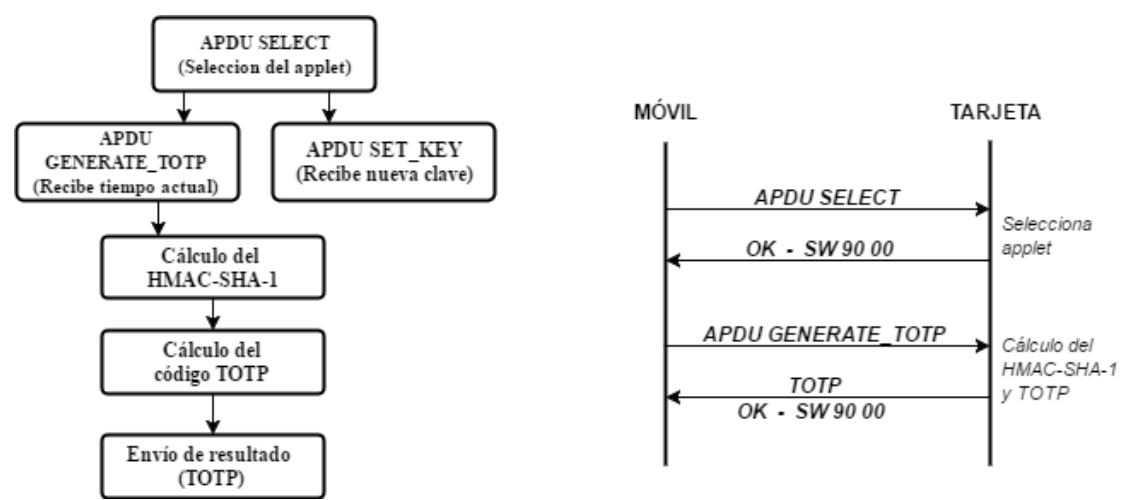 APDU SELECT
(Seleccion del applet)
APDU
GENERATE_TOTP
(Recibe tiempo actual)
APDU SET_KEY
(Recibe nueva clave)
Cálculo del
HMAC-SHA-1
Cálculo del
código TOTP
Envío de resultado
(TOTP)
MÓVIL
TARJETA
APDU SELECT
Selecciona
applet
OK - SW 90 00
APDU GENERATE_TOTP
Cálculo del
HMAC-SHA-1
y TOTP
TOTP
OK - SW 90 00